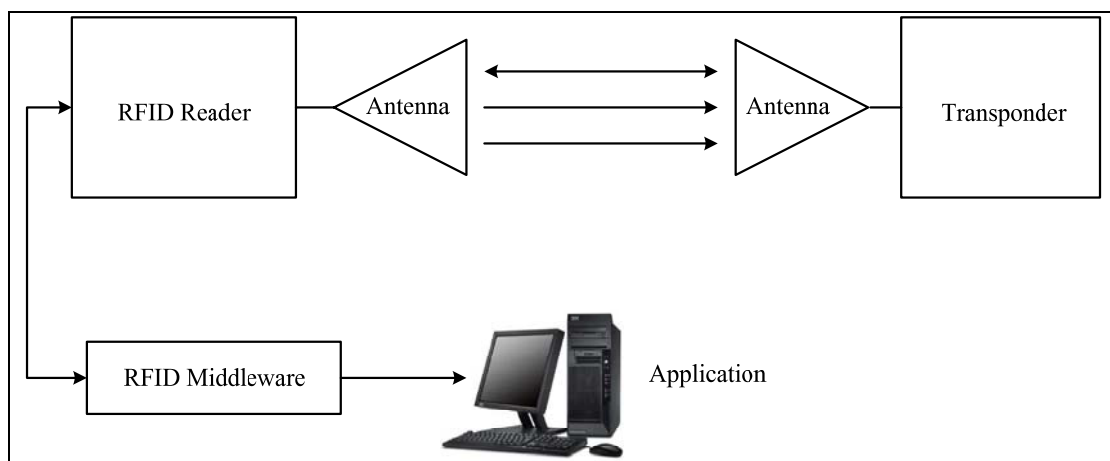 RFID Reader
Antenna
Antenna
Transponder
RFID Middleware
Application